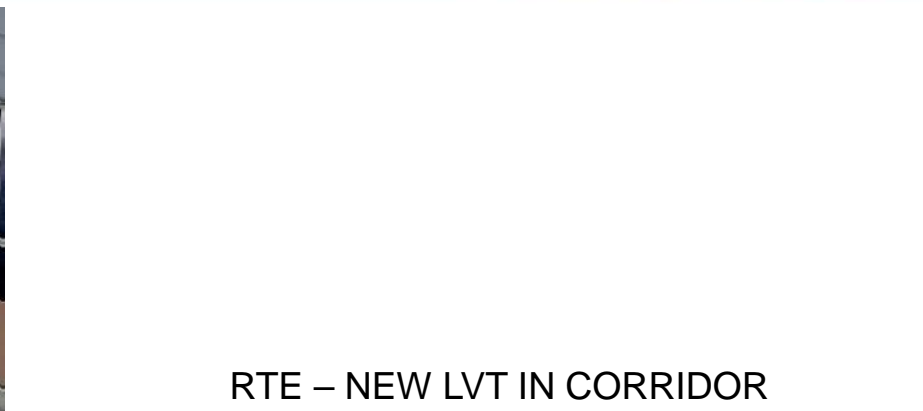 RTE – NEW LVT IN CORRIDOR